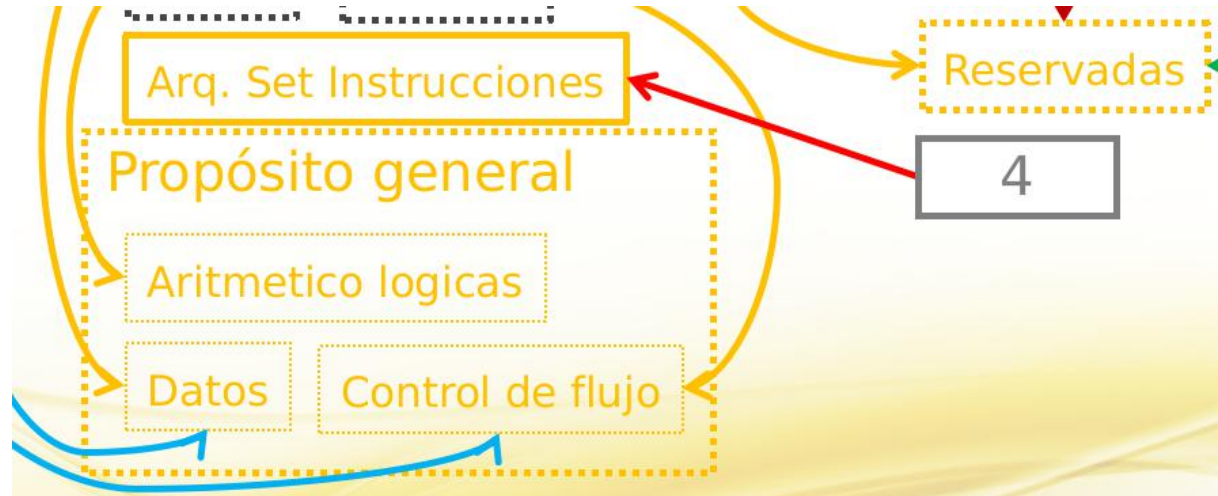 Arq. Set Instrucciones
Reservadas
Propósito general
4
Aritmetico logicas
Datos
Control de flujo